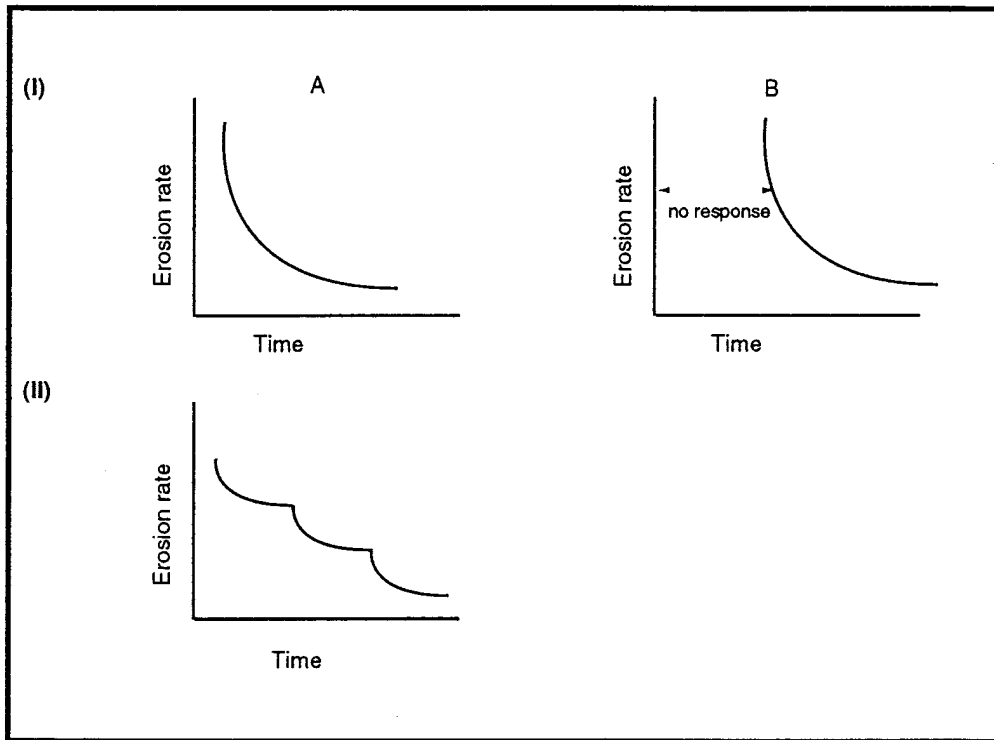 (I)
A
B
Erosion rate
Erosion rate
no response
Time
Time
(II)
Erosion rate
Time